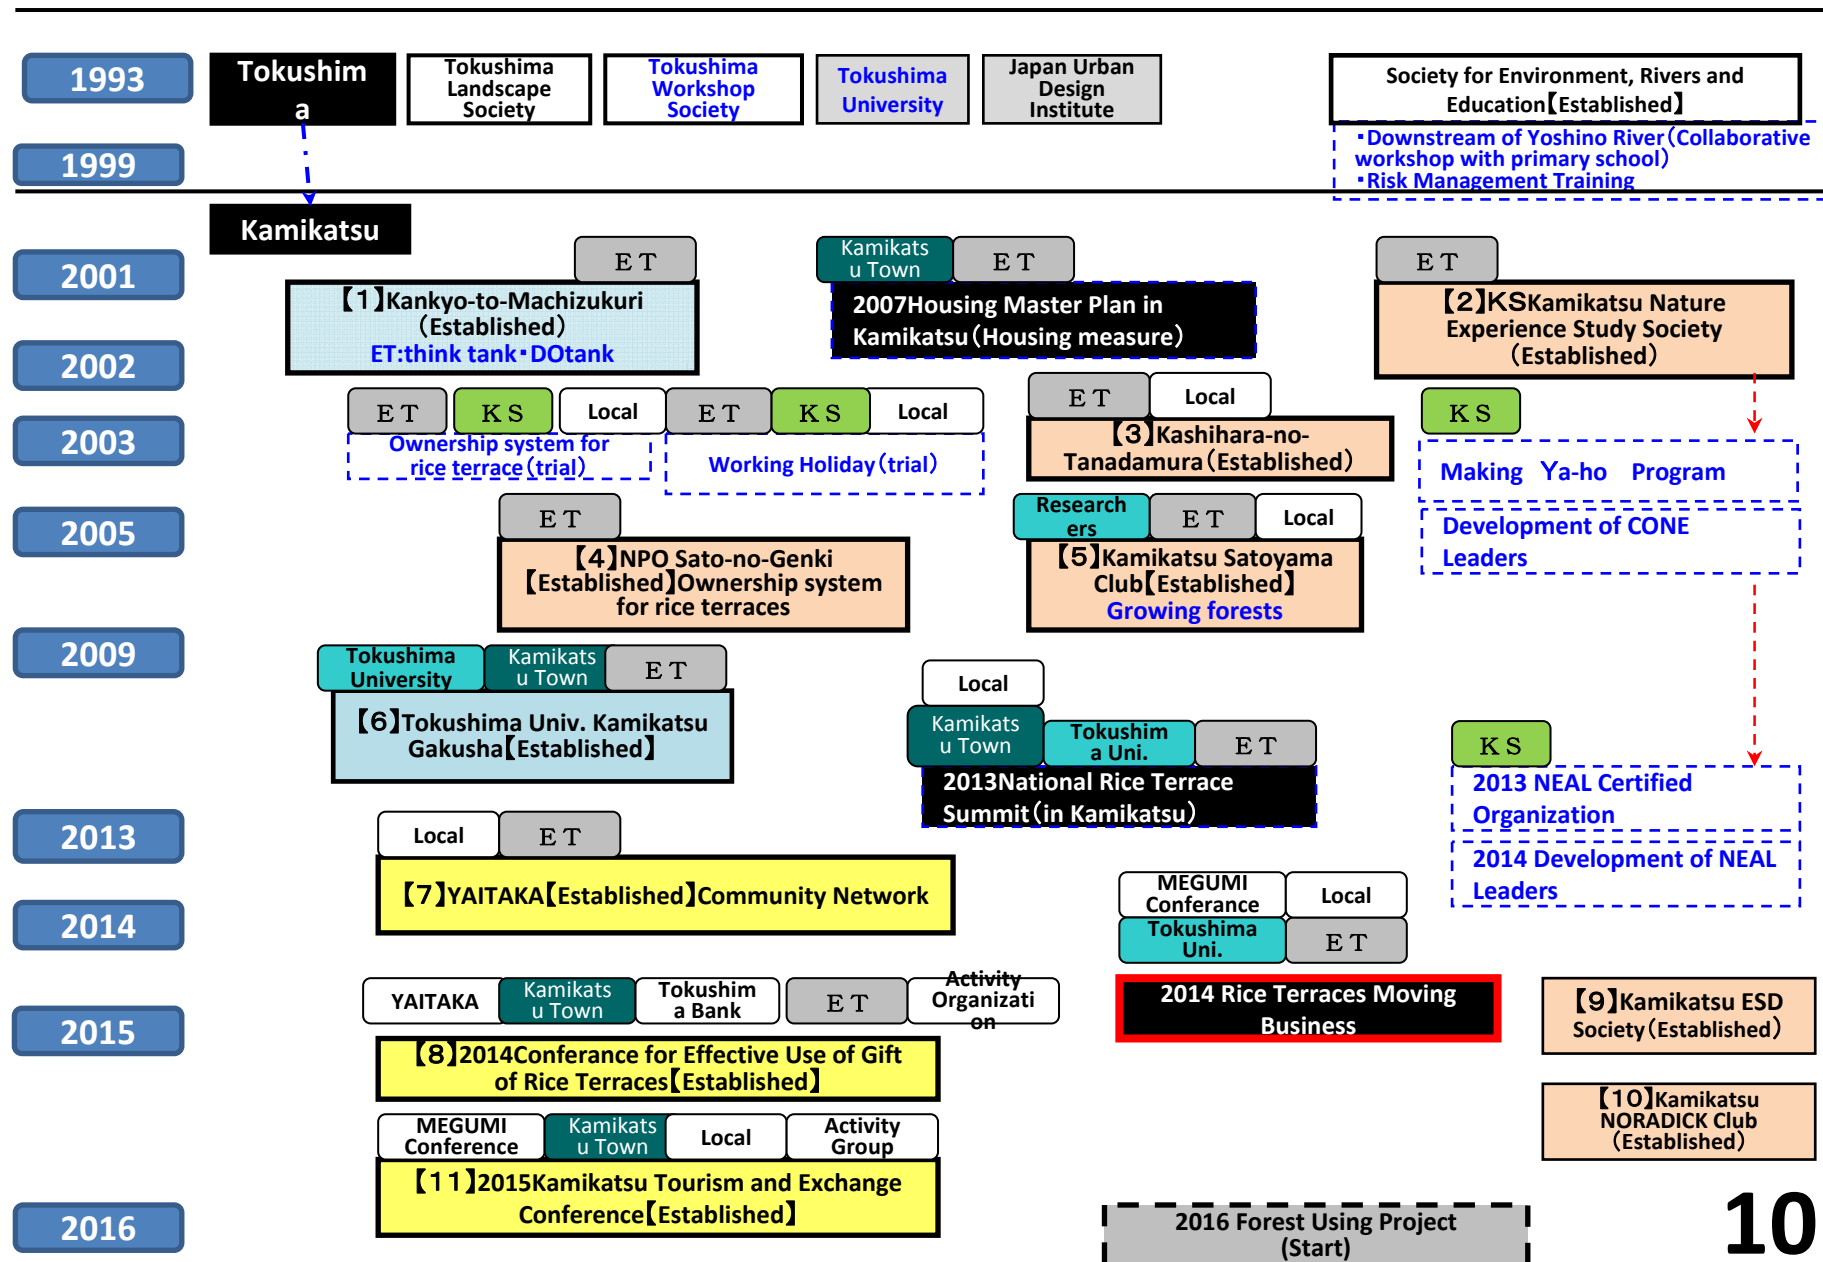 1993
Tokushim
a
Tokushima
Landscape
Society
Tokushima
Workshop
Society
Tokushima
University
Japan Urban
Design
Institute
Society for Environment, Rivers and
Education【Established】
・Downstream of Yoshino River（Collaborative
workshop with primary school）
・Risk Management Training
1999
Kamikatsu
2001
ＥＴ
【１】Kankyo-to-Machizukuri
（Established）
ET:think tank・DOtank
Kamikats
u Town
ＥＴ
2007Housing Master Plan in
Kamikatsu（Housing measure）
ＥＴ
【２】ＫＳKamikatsu Nature
Experience Study Society
（Established）
2002
ＥＴ
ＫＳ
Local
Ownership system for
rice terrace（trial）
ＥＴ
ＫＳ
Local
Working Holiday（trial）
ＥＴ
Local
【３】Kashihara-no-
Tanadamura（Established）
ＫＳ
Making　Ｙa-ho　Program
Development of CONE
Leaders
2003
2005
ＥＴ
【４】NPO Sato-no-Genki
【Established】Ownership system
for rice terraces
Research
ers
ＥＴ
Local
【５】Kamikatsu Satoyama
Club【Established】
Growing forests
2009
Tokushima
University
Kamikats
u Town
ＥＴ
【６】Tokushima Univ. Kamikatsu
Gakusha【Established】
Local
Kamikats
u Town
Tokushim
a Uni.
ＥＴ
2013National Rice Terrace
Summit（in Kamikatsu）
ＫＳ
2013 NEAL Certified
Organization
2014 Development of NEAL
Leaders
2013
Local
ＥＴ
【７】YAITAKA【Established】Community Network
2014
MEGUMI
Conferance
Local
Tokushima
Uni.
ＥＴ
2014 Rice Terraces Moving
Business
2015
YAITAKA
Kamikats
u Town
Tokushim
a Bank
ＥＴ
Activity
Organizati
on
【８】2014Conferance for Effective Use of Gift
of Rice Terraces【Established】
【９】Kamikatsu ESD
Society（Established）
【１０】Kamikatsu
NORADICK Club
（Established）
MEGUMI
Conference
Kamikats
u Town
Local
Activity
Group
【１１】2015Kamikatsu Tourism and Exchange
Conference【Established】
2016
2016 Forest Using Project
(Start)
10